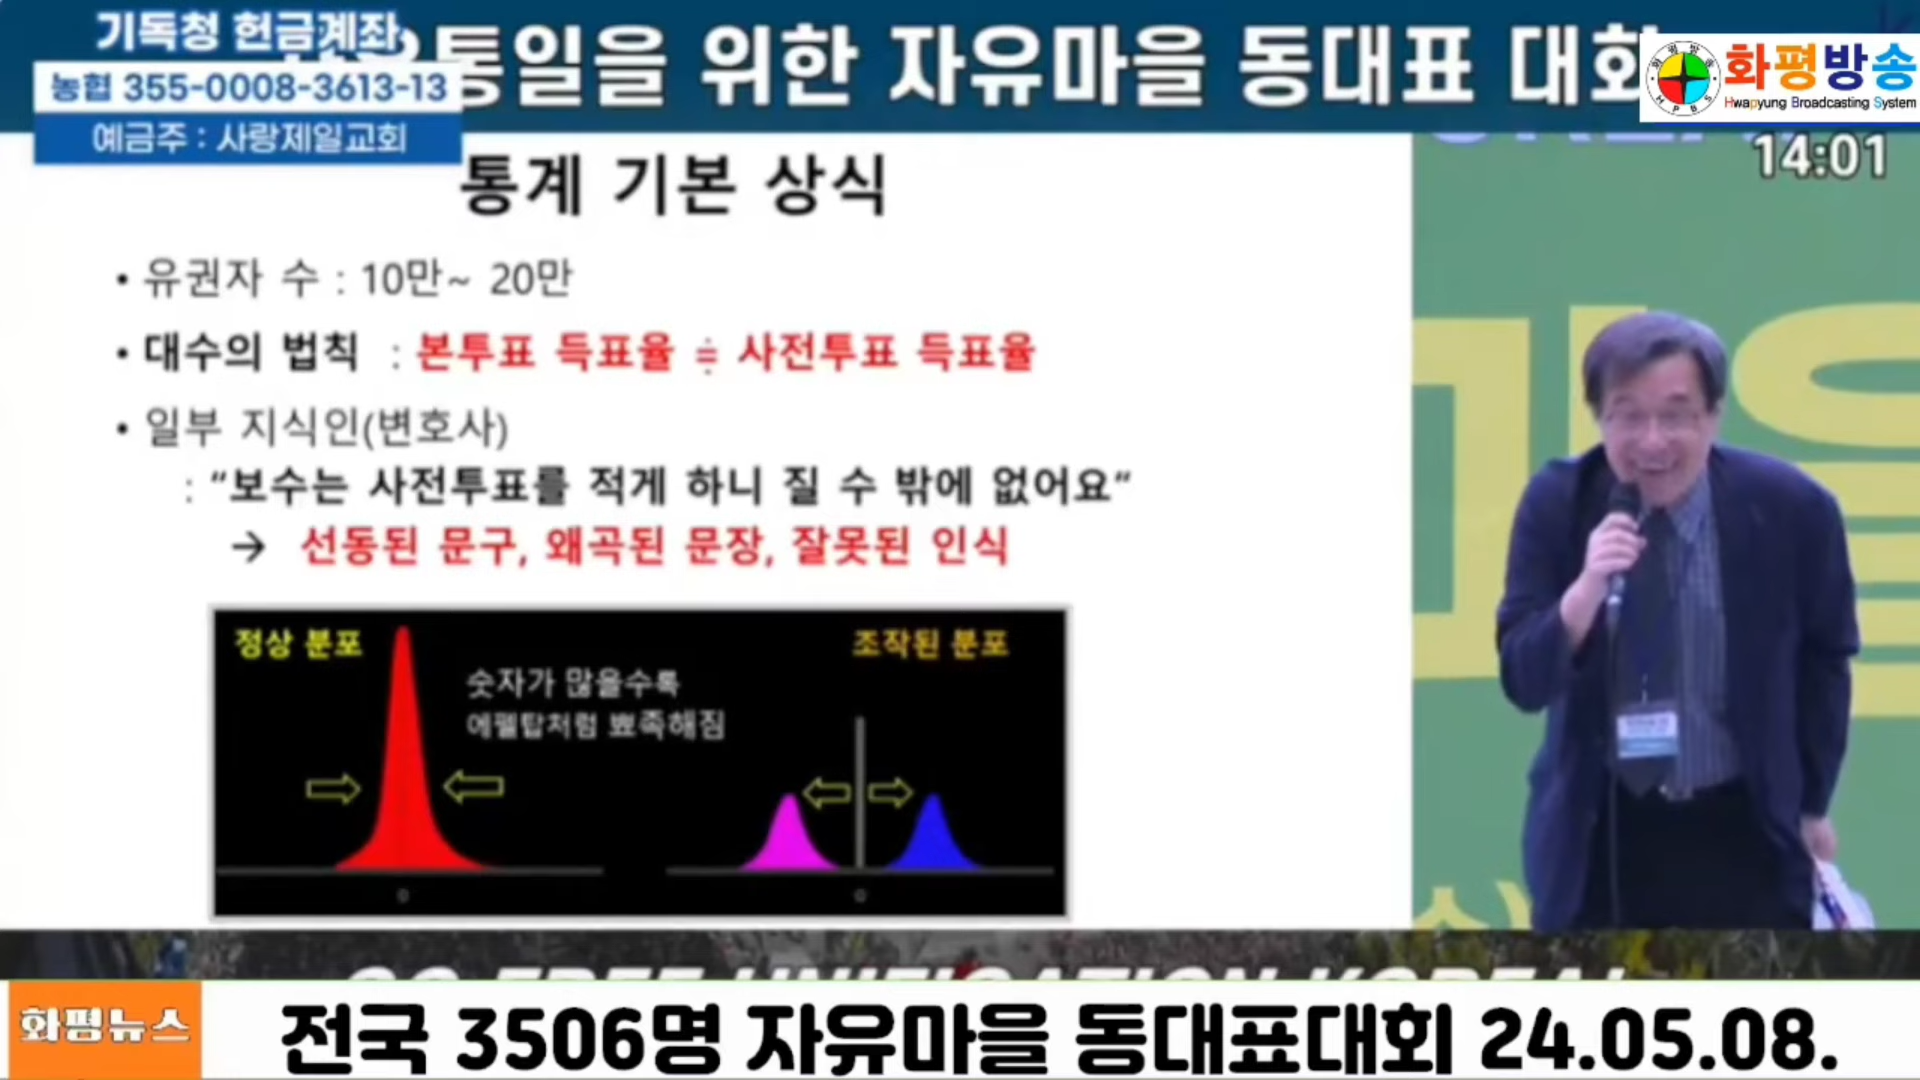 기독청 헌금계좌
농협 355-0008-3613-13
예금주 : 사랑제일교회
통일을 위한 자유마을 동대표 대회
화평방송
Hwapyung Broadcasting System
HPBS
14:01
통계 기본 상식
• 유권자 수 : 10만~ 20만
• 대수의 법칙 : 본투표 득표율 ≒ 사전투표 득표율
• 일부 지식인(변호사)
: “보수는 사전투표를 적게 하니 질 수 밖에 없어요“
→ 선동된 문구, 왜곡된 문장, 잘못된 인식
정상 분포
숫자가 많을수록
에펠탑처럼 뾰족해짐
조작된 분포
0
0
화평뉴스
전국 3506명 자유마을 동대표대회 24.05.08.